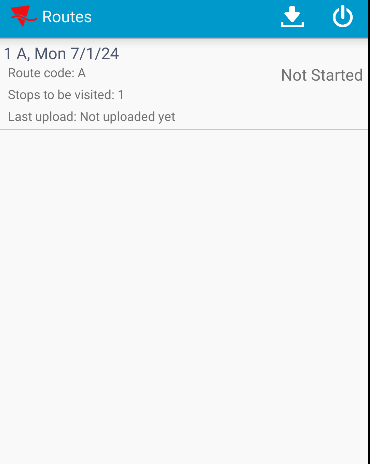 Routes
1 A, Mon 7/1/24
Route code: A
Not Started
Stops to be visited: 1
Last upload: Not uploaded yet